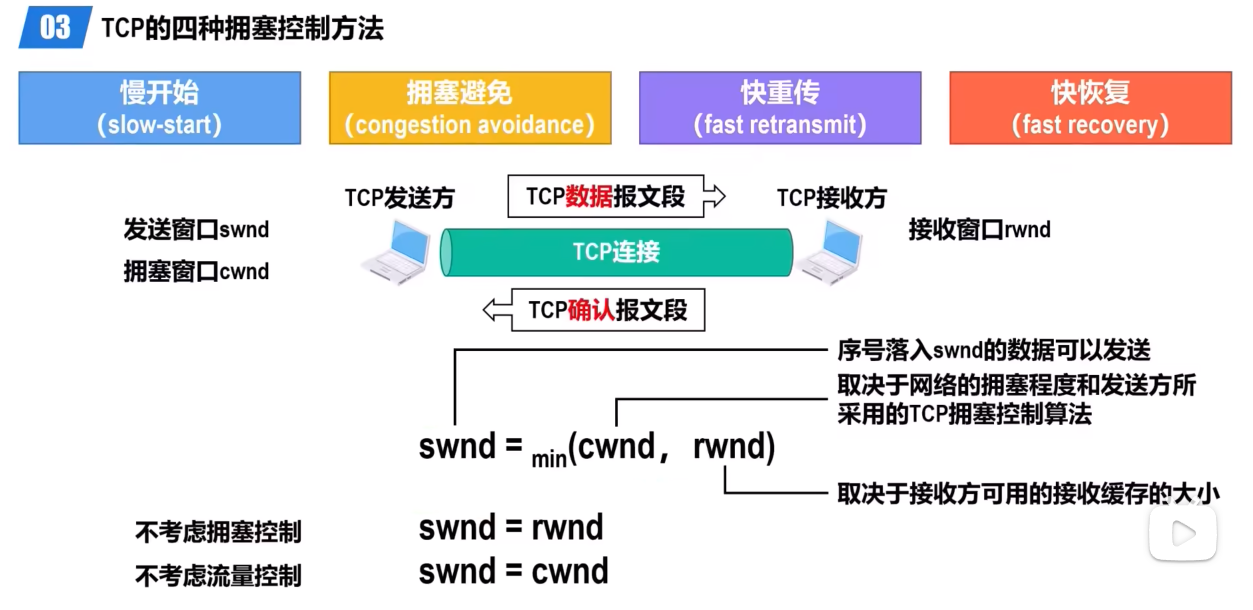 03 TCP的四种拥塞控制方法
慢开始
（slow-start）
拥塞避免
（congestion avoidance）
快重传
（fast retransmit）
快恢复
（fast recovery）
TCP发送方
TCP数据报文段
TCP接收方
发送窗口swnd
拥塞窗口cwnd
TCP连接
接收窗口rwnd
TCP确认报文段
序号落入swnd的数据可以发送
取决于网络的拥塞程度和发送方所
采用的TCP拥塞控制算法
swnd = min(cwnd， rwnd)
取决于接收方可用的接收缓存的大小
不考虑拥塞控制 swnd = rwnd
不考虑流量控制 swnd = cwnd